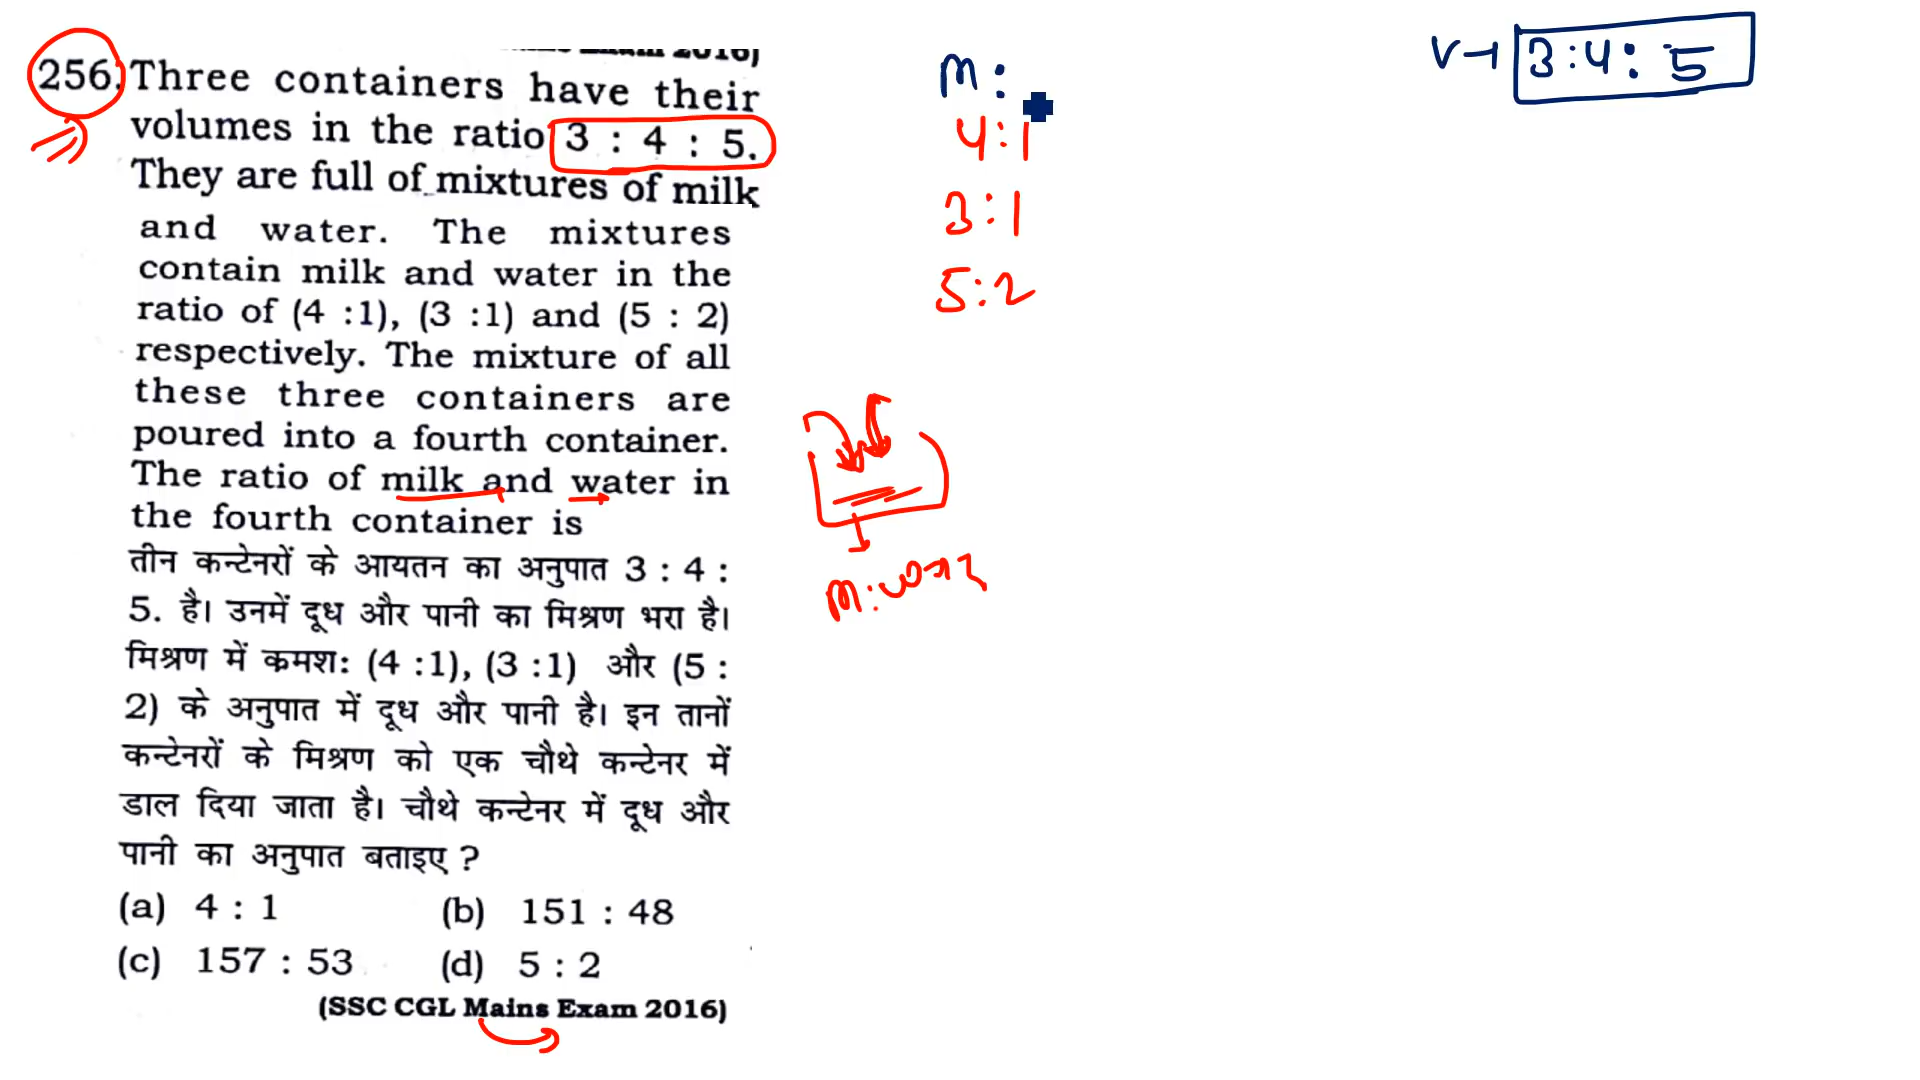 256. Three containers have their
volumes in the ratio 3 : 4 : 5.
They are full of mixtures of milk
and water. The mixtures
contain milk and water in the
ratio of (4 :1), (3 :1) and (5 : 2)
respectively. The mixture of all
these three containers are
poured into a fourth container.
The ratio of milk and water in
the fourth container is
तीन कन्टेनरों के आयतन का अनुपात 3 : 4 :
5. है। उनमें दूध और पानी का मिश्रण भरा है।
मिश्रण में क्रमशः (4 :1), (3 :1) और (5 :
2) के अनुपात में दूध और पानी है। इन तानों
कन्टेनरों के मिश्रण को एक चौथे कन्टेनर में
डाल दिया जाता है। चौथे कन्टेनर में दूध और
पानी का अनुपात बताइए ?
(a) 4 : 1 (b) 151 : 48
(c) 157 : 53 (d) 5 : 2
(SSC CGL Mains Exam 2016)
m :
4:1
3:1
5:2
V → 3:4: 5